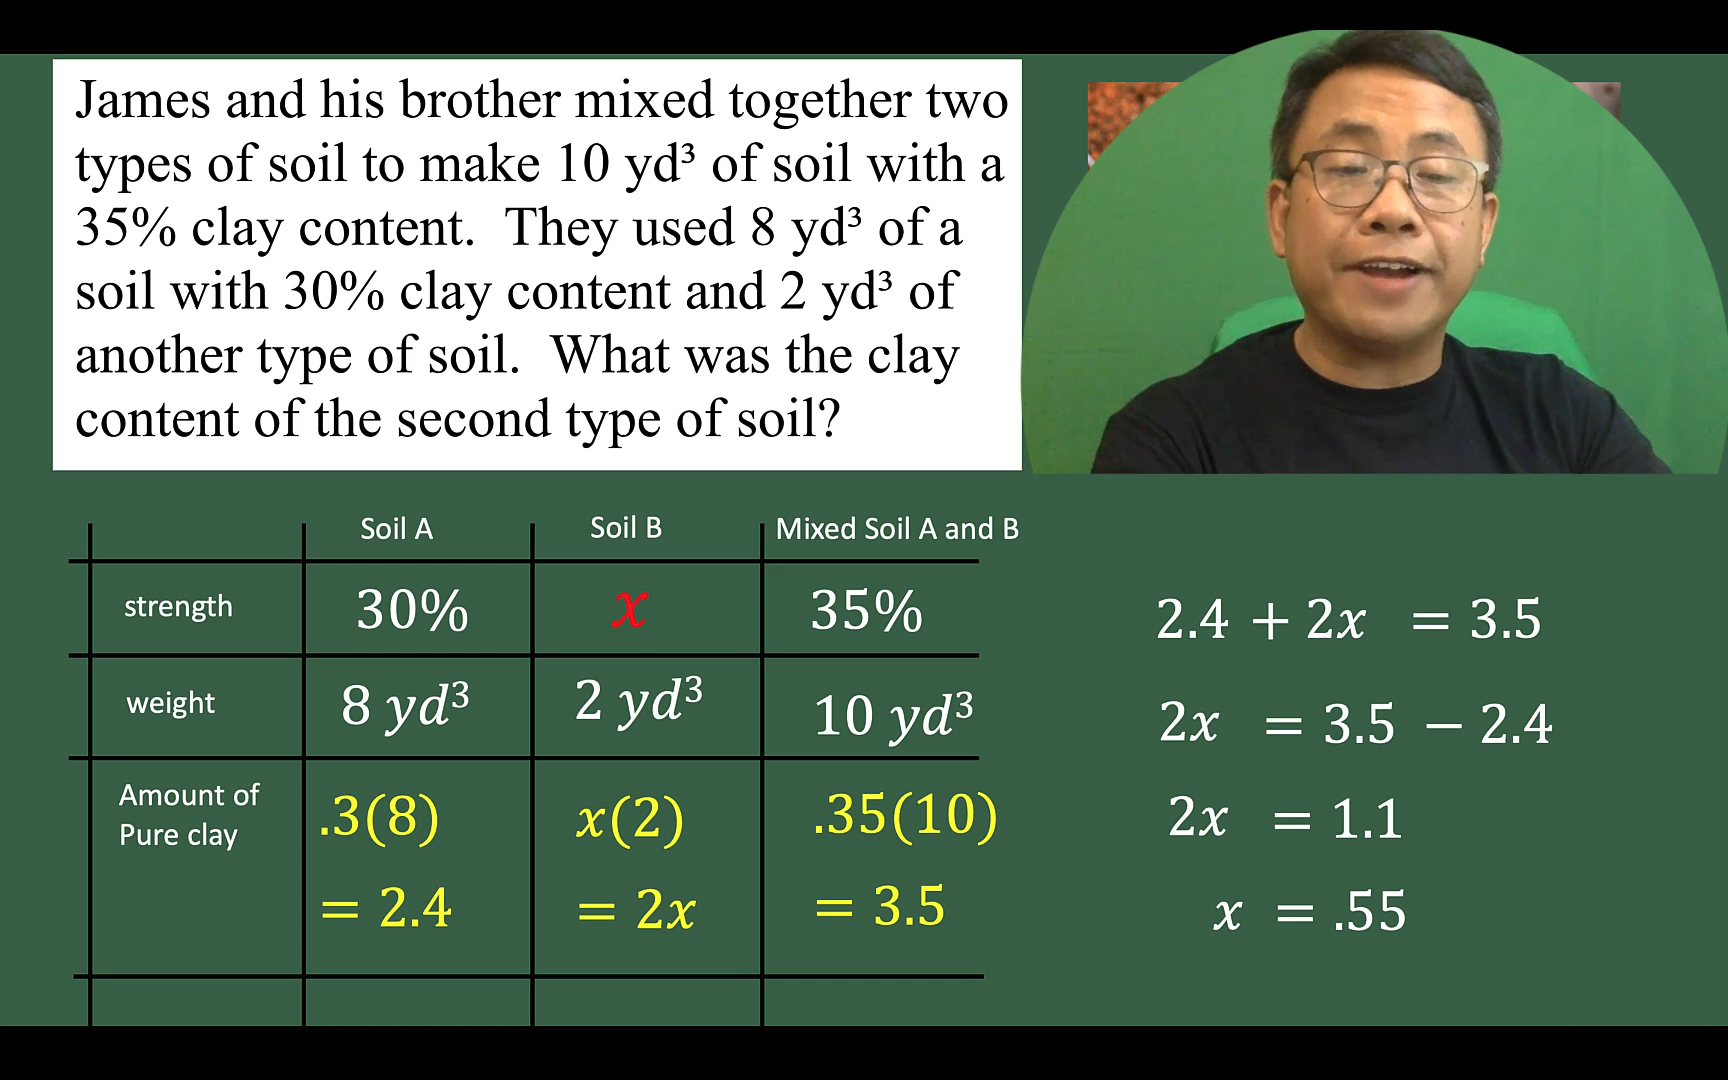 James and his brother mixed together two
types of soil to make 10 yd³ of soil with a
35% clay content.  They used 8 yd³ of a
soil with 30% clay content and 2 yd³ of
another type of soil.  What was the clay
content of the second type of soil?
Soil A Soil B Mixed Soil A and B
strength 30% x 35%
weight 8 yd³ 2 yd³ 10 yd³
Amount of
Pure clay
.3(8) x(2) .35(10)
= 2.4 = 2x = 3.5
2.4 + 2x = 3.5
2x = 3.5 − 2.4
2x = 1.1
x = .55